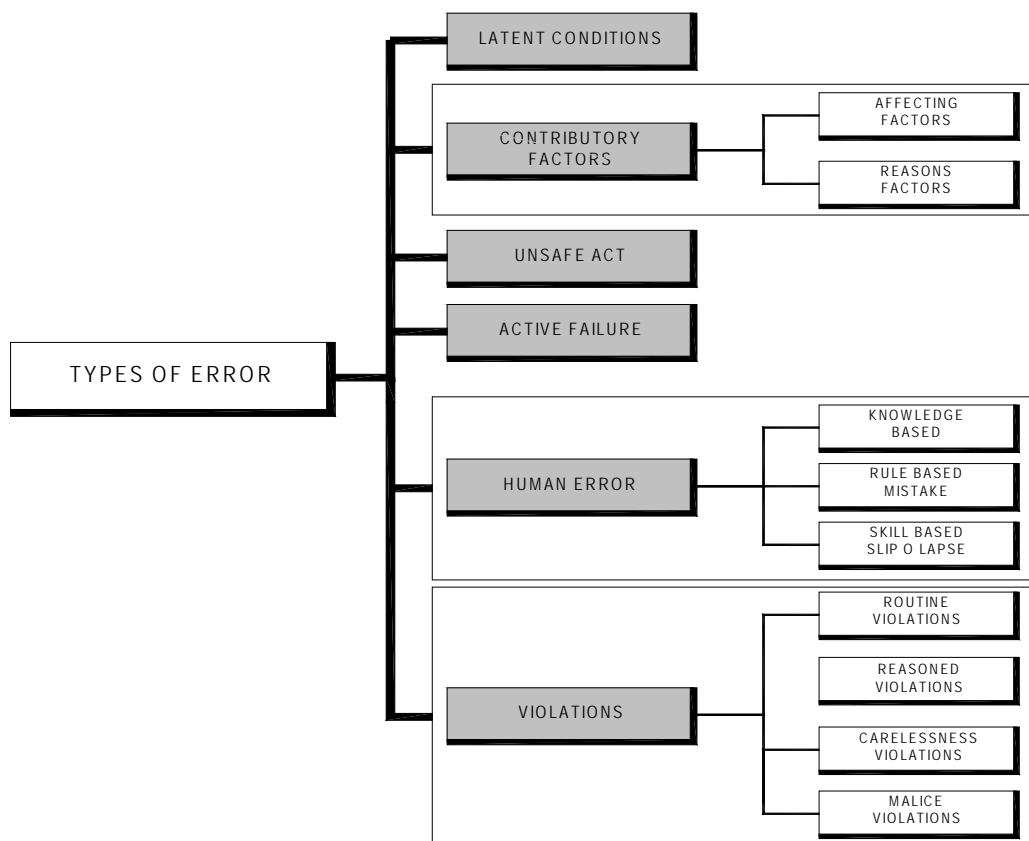 LATENT CONDITIONS
AFFECTING
FACTORS
CONTRIBUTORY
FACTORS
REASONS
FACTORS
UNSAFE ACT
ACTIVE FAILURE
TYPES OF ERROR
KNOWLEDGE
BASED
HUMAN ERROR
RULE BASED
MISTAKE
SKILL BASED
SLIP O LAPSE
ROUTINE
VIOLATIONS
REASONED
VIOLATIONS
VIOLATIONS
CARELESSNESS
VIOLATIONS
MALICE
VIOLATIONS